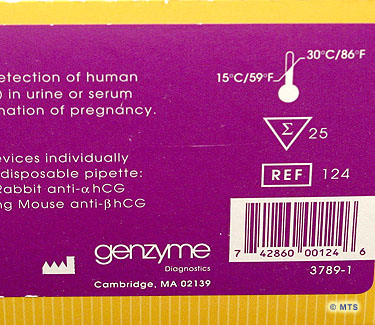 etection of human
) in urine or serum
nation of pregnancy.
evices individually
disposable pipette:
Rabbit anti-α hCG
ng Mouse anti-βhCG
30°C/86°F
15°C/59°F
Σ 25
REF 124
genzyme
Diagnostics
Cambridge, MA 02139
7 42860 00124 6
3789-1
© MTS